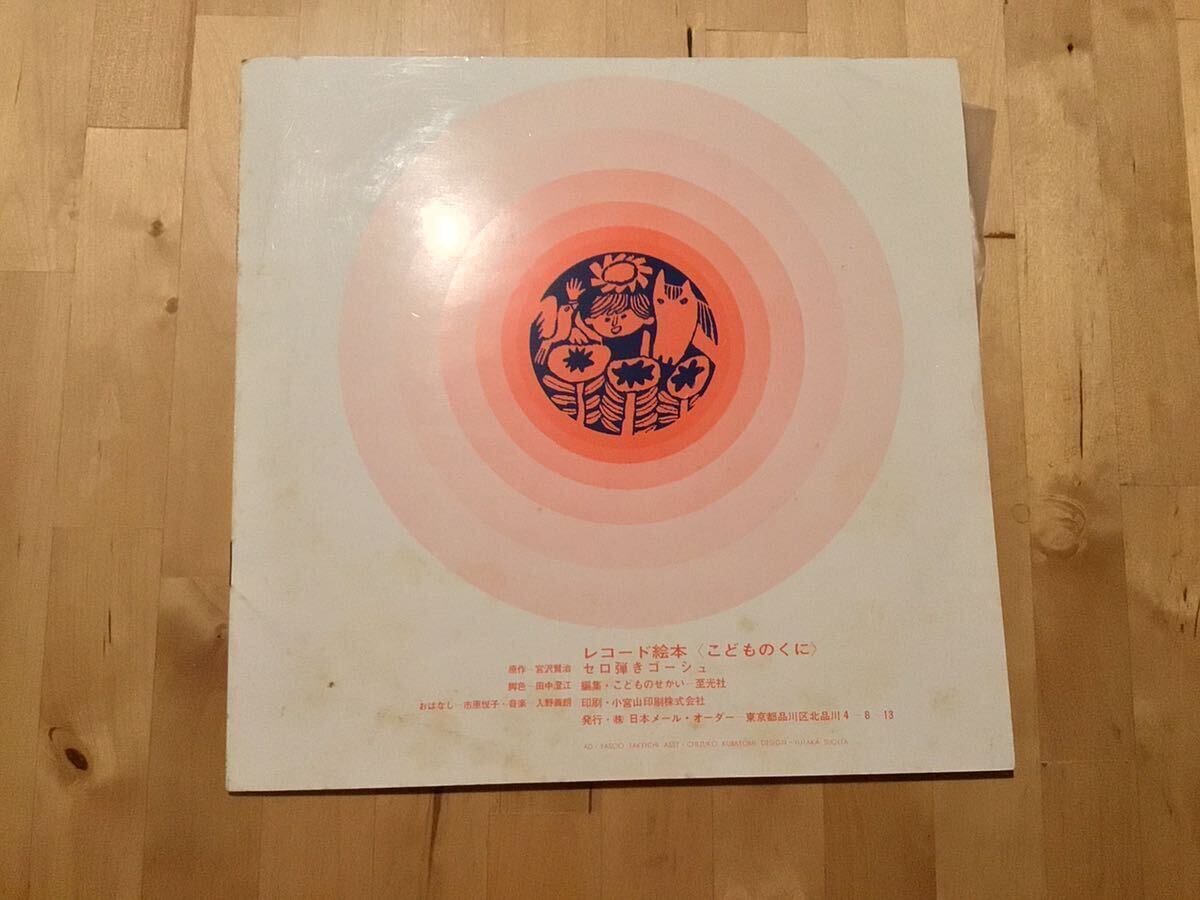 レコード絵本〈こどものくに〉
原作―宮沢賢治 セロ弾きゴーシュ
脚色―田中澄江 編集・こどものせかい―至光社
おはなし―市原悦子・音楽―入野義朗 印刷・小宮山印刷株式会社
発行・㈱日本メール・オーダー―東京都品川区北品川4-8-13
AD・YASOO TAKEICHI ASST・CHIZUKO KUBOTOMI DESIGN―YUTAKA SUGITA